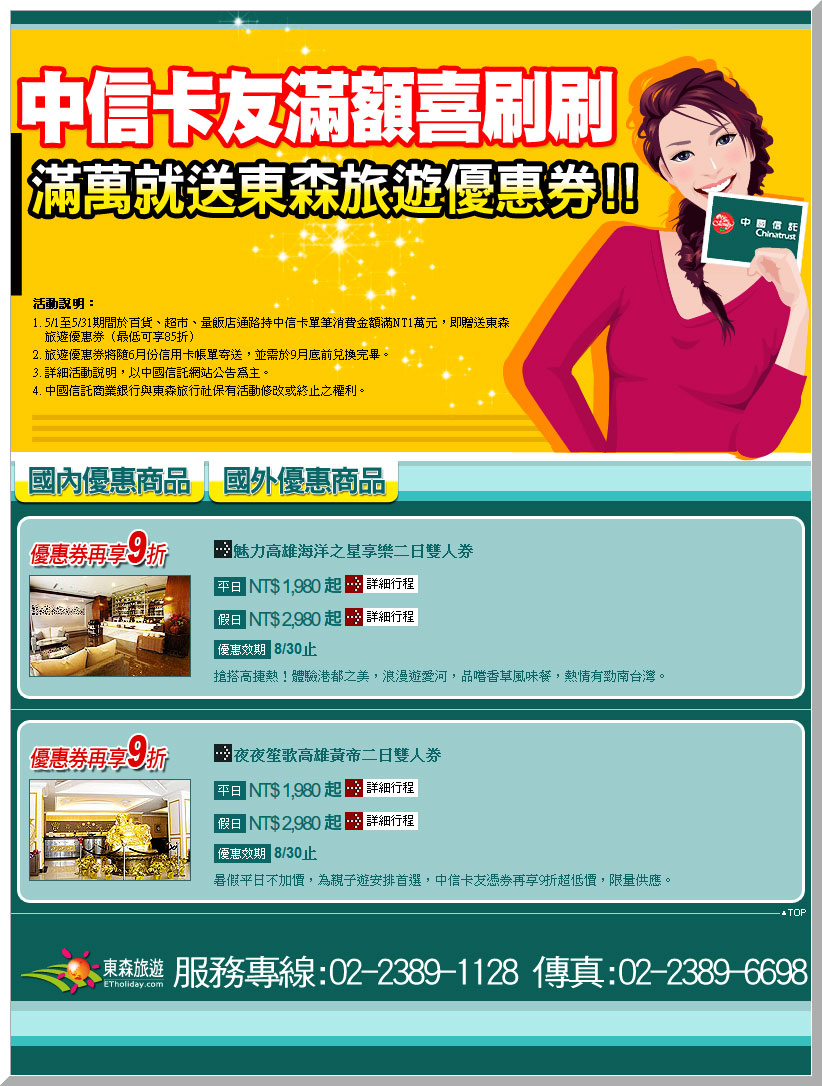 中信卡友滿額喜刷刷
滿萬就送東森旅遊優惠券!!
中國信託
Chinatrust
活動說明：
1. 5/1至5/31期間於百貨、超市、量飯店通路持中信卡單筆消費金額滿NT1萬元，即贈送東森
旅遊優惠券（最低可享85折）
2. 旅遊優惠券將隨6月份信用卡帳單寄送，並需於9月底前兌換完畢。
3. 詳細活動說明，以中國信託網站公告為主。
4. 中國信託商業銀行與東森旅行社保有活動修改或終止之權利。
國內優惠商品 國外優惠商品
優惠券再享9折
魅力高雄海洋之星享樂二日雙人券
平日 NT$1,980 起 詳細行程
假日 NT$2,980 起 詳細行程
優惠效期 8/30止
搶搭高捷熱！體驗港都之美，浪漫遊愛河，品嚐香草風味餐，熱情有勁南台灣。
優惠券再享9折
夜夜笙歌高雄黃帝二日雙人券
平日 NT$1,980 起 詳細行程
假日 NT$2,980 起 詳細行程
優惠效期 8/30止
暑假平日不加價，為親子遊安排首選，中信卡友憑券再享9折超低價，限量供應。
▲TOP
東森旅遊
ETholiday.com
服務專線:02-2389-1128 傳真:02-2389-6698